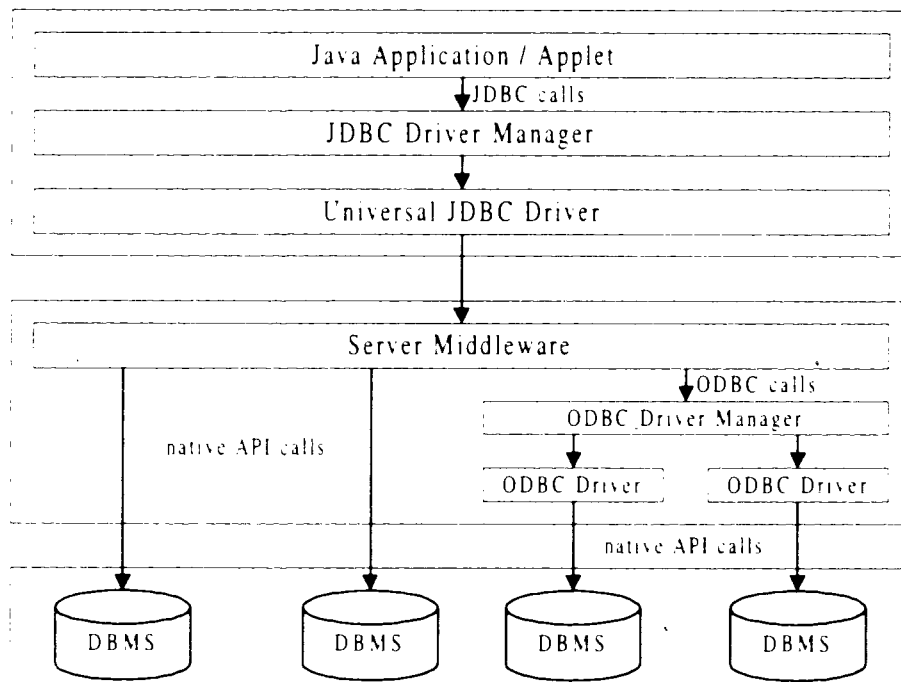 Java Application / Applet
JDBC calls
JDBC Driver Manager
Universal JDBC Driver
Server Middleware
ODBC calls
ODBC Driver Manager
native API calls
ODBC Driver ODBC Driver
native API calls
DBMS DBMS DBMS DBMS